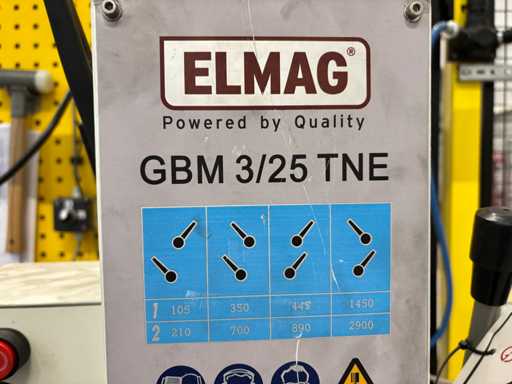 ELMAG®
Powered by Quality
GBM 3/25 TNE
1 105 350 445 1450
2 210 700 890 2900